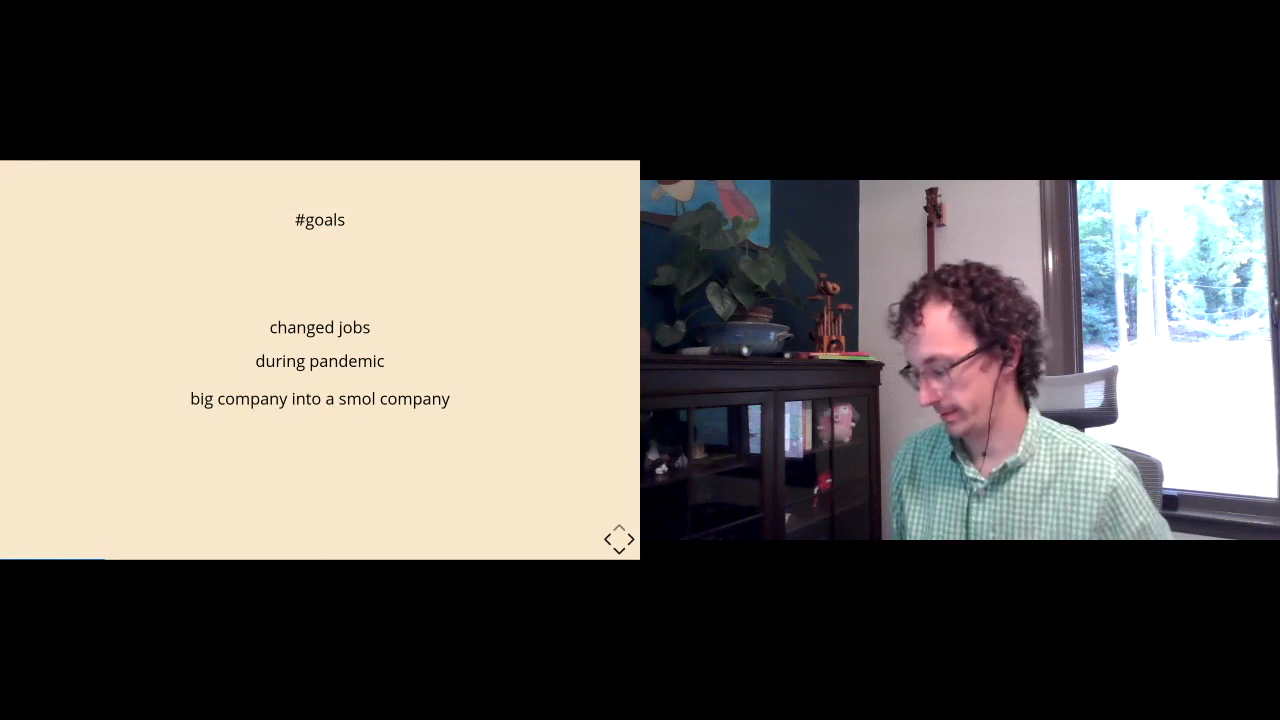 #goals
changed jobs
during pandemic
big company into a smol company